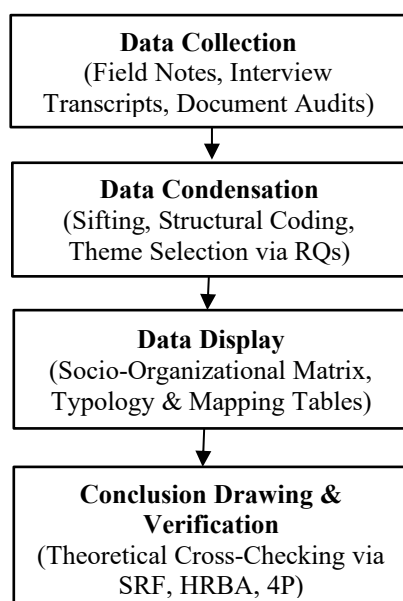 Data Collection
(Field Notes, Interview
Transcripts, Document Audits)
Data Condensation
(Sifting, Structural Coding,
Theme Selection via RQs)
Data Display
(Socio-Organizational Matrix,
Typology & Mapping Tables)
Conclusion Drawing &
Verification
(Theoretical Cross-Checking via
SRF, HRBA, 4P)